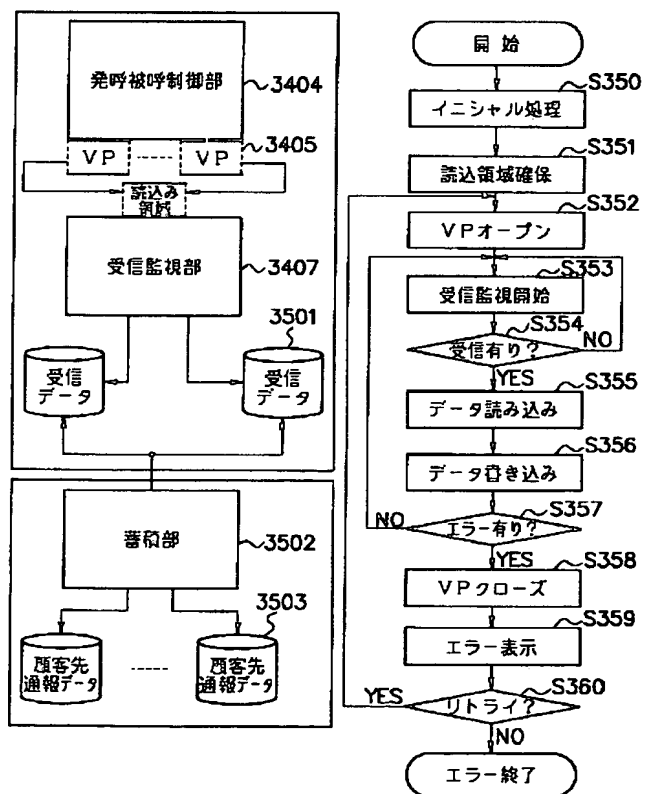 発呼被呼制御部
3404
VP
VP
3405
読込み
領域
受信監視部
3407
3501
受信
データ
受信
データ
蓄積部
3502
3503
顧客先
通報データ
顧客先
通報データ
開始
S350
イニシャル処理
S351
読込領域確保
S352
VPオープン
S353
受信監視開始
S354
受信有り?
NO
YES
S355
データ読み込み
S356
データ書き込み
S357
エラー有り?
NO
YES
S358
VPクローズ
S359
エラー表示
S360
リトライ?
YES
NO
エラー終了